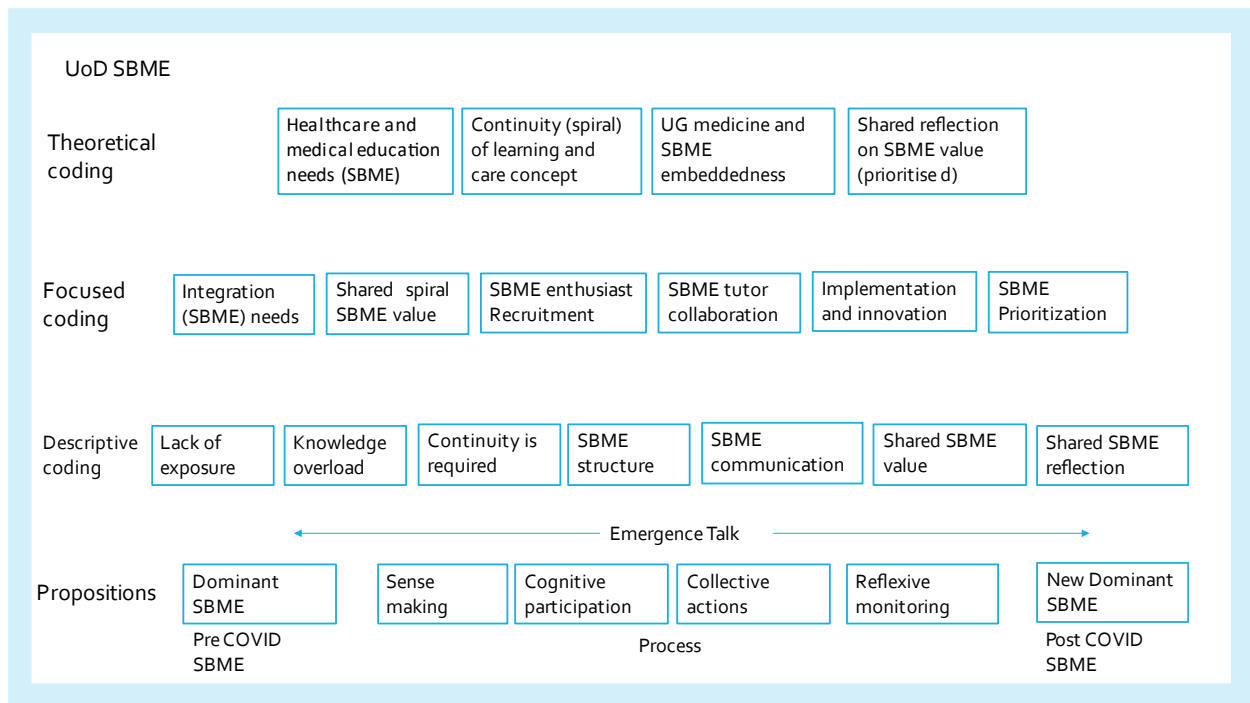 UoD SBME
Theoretical
coding
Healthcare and
medical education
needs (SBME)
Continuity (spiral)
of learning and
care concept
UG medicine and
SBME
embeddedness
Shared reflection
on SBME value
(prioritise d)
Focused
coding
Integration
(SBME) needs
Shared spiral
SBME value
SBME enthusiast
Recruitment
SBME tutor
collaboration
Implementation
and innovation
SBME
Prioritization
Descriptive
coding
Lack of
exposure
Knowledge
overload
Continuity is
required
SBME
structure
SBME
communication
Shared SBME
value
Shared SBME
reflection
Emergence Talk
Propositions
Dominant
SBME
Sense
making
Cognitive
participation
Collective
actions
Reflexive
monitoring
New Dominant
SBME
Pre COVID
SBME
Process
Post COVID
SBME